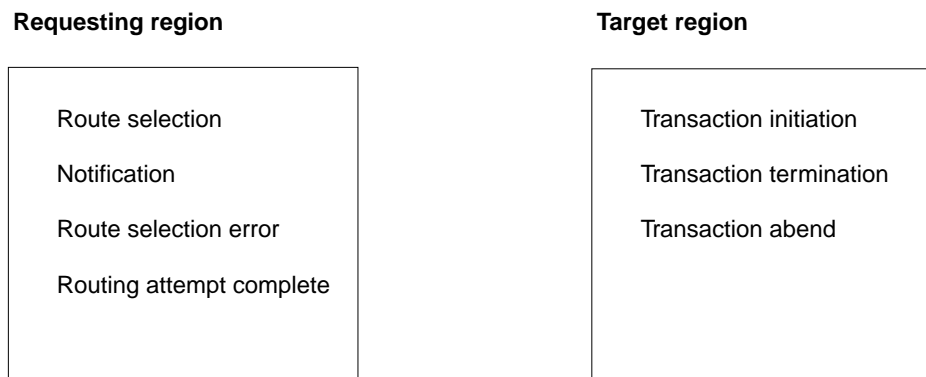 Requesting region
Route selection
Notification
Route selection error
Routing attempt complete
Target region
Transaction initiation
Transaction termination
Transaction abend